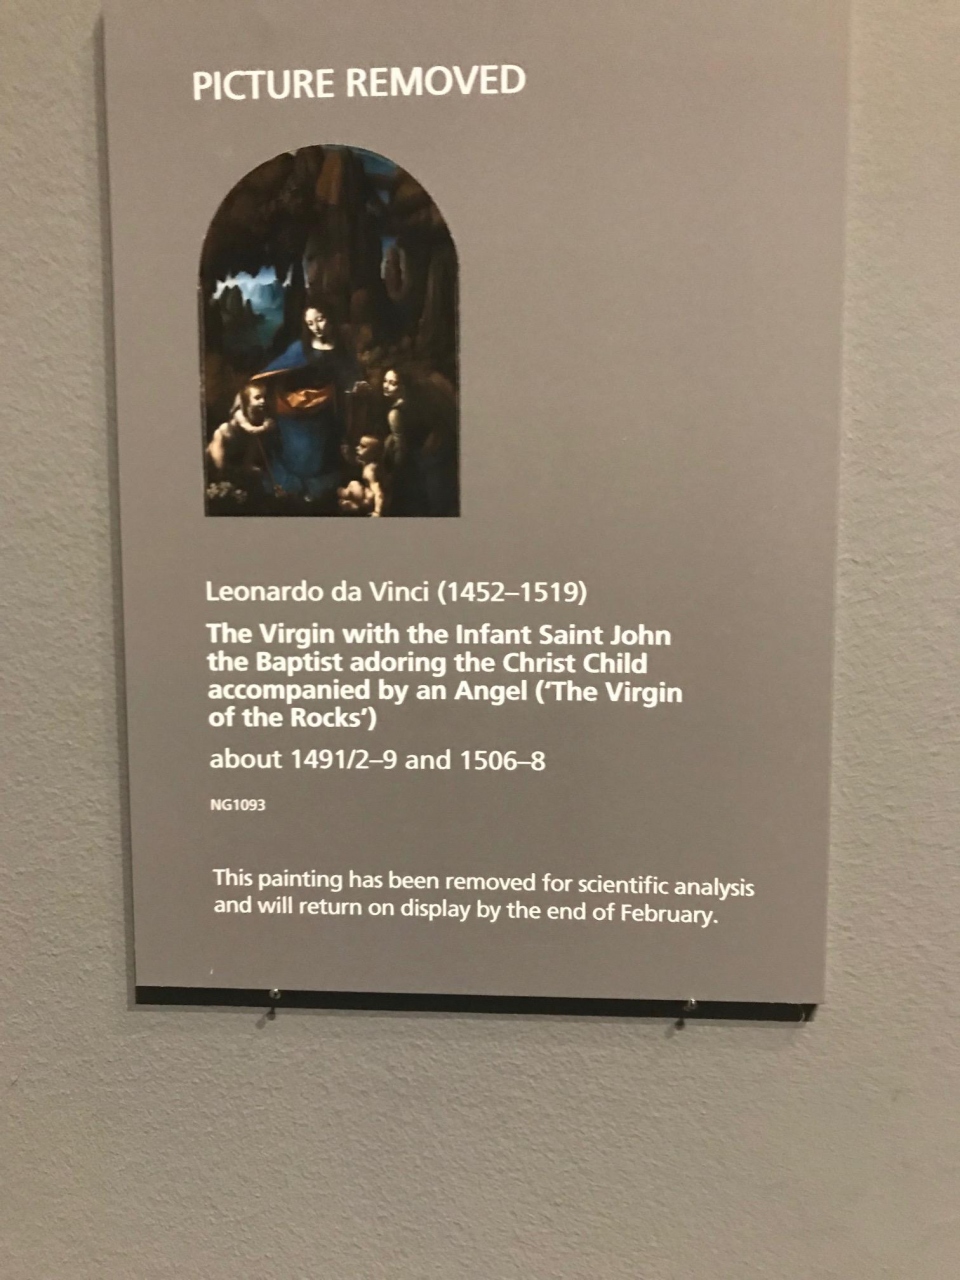 PICTURE REMOVED
Leonardo da Vinci (1452–1519)
The Virgin with the Infant Saint John
the Baptist adoring the Christ Child
accompanied by an Angel (‘The Virgin
of the Rocks’)
about 1491/2–9 and 1506–8
NG1093
This painting has been removed for scientific analysis
and will return on display by the end of February.